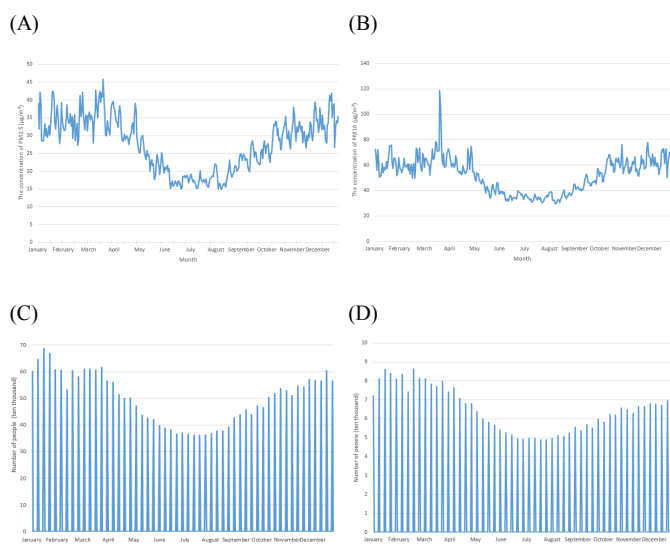 (A)
The concentration of PM2.5 (µg/m³)
50
45
40
35
30
25
20
15
10
5
0
January February March April May June July August September October November December
Month
(B)
The concentration of PM10 (µg/m³)
140
120
100
80
60
40
20
0
January February March April May June July August September October November December
Month
(C)
Number of people (ten thousand)
70
60
50
40
30
20
10
0
January February March April May June July August September October November December
(D)
Number of people (ten thousand)
10
9
8
7
6
5
4
3
2
1
0
January February March April May June July August September October November December